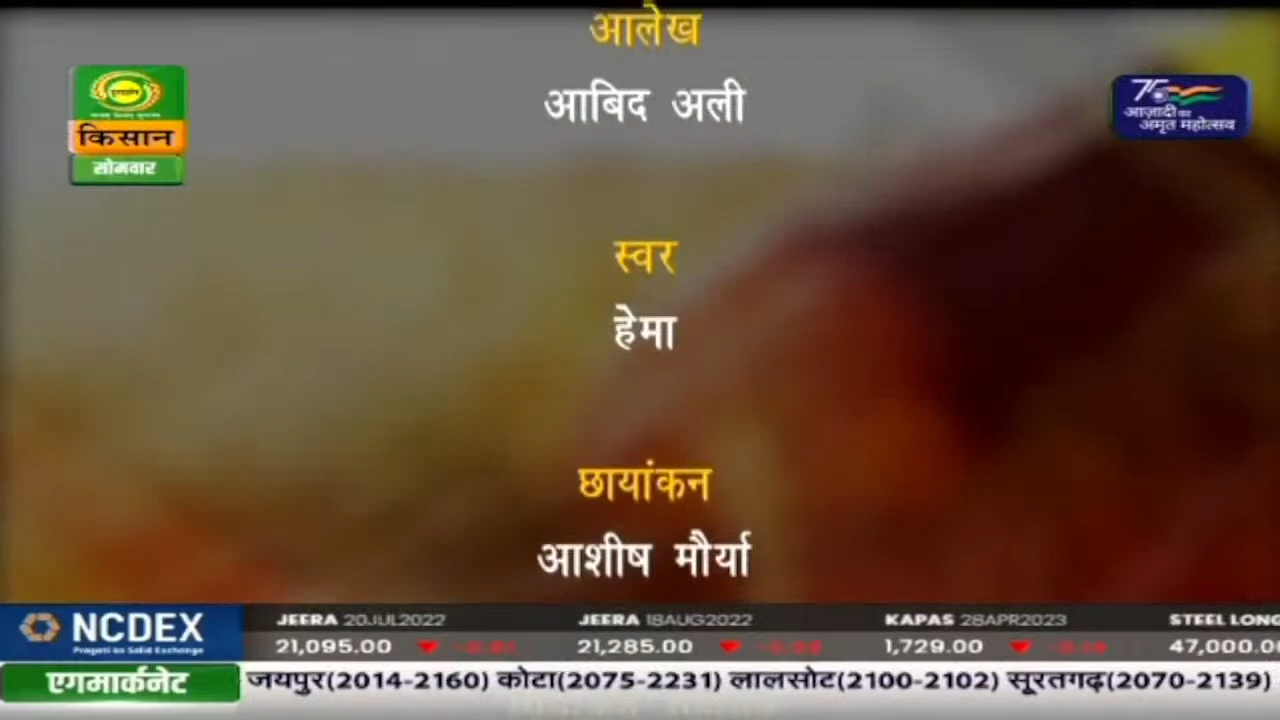 आलेख
आबिद अली
किसान
सोमवार
75
आज़ादी का
अमृत महोत्सव
स्वर
हेमा
छायांकन
आशीष मौर्या
NCDEX
JEERA 20JUL2022
JEERA 18AUG2022
KAPAS 28APR2023
STEEL LONG
21,095.00
21,285.00
1,729.00
47,000.0
एगमार्कनेट
जयपुर(2014-2160) कोटा(2075-2231) लालसोट(2100-2102) सूरतगढ़(2070-2139)